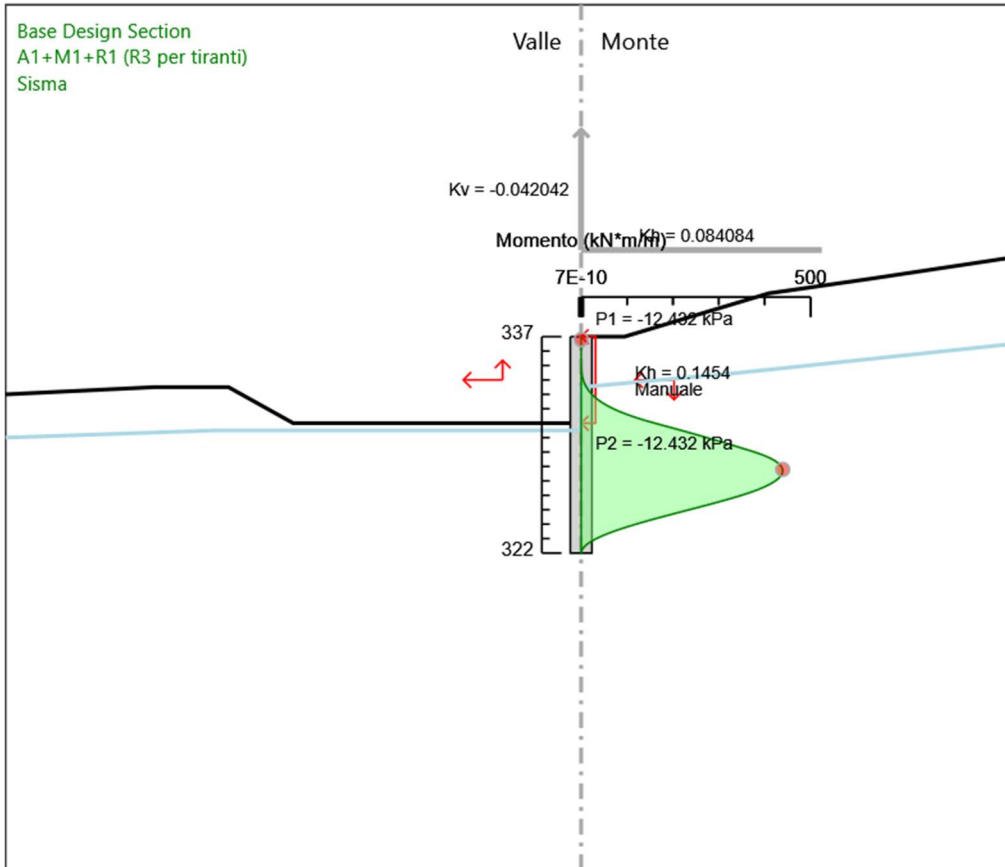 Base Design Section
A1+M1+R1 (R3 per tiranti)
Sisma
Valle
Monte
Kv = -0.042042
Momento (kN*m/m)
Kh = 0.084084
7E-10
500
P1 = -12.432 kPa
337
Kh = 0.1454
Manuale
P2 = -12.432 kPa
322